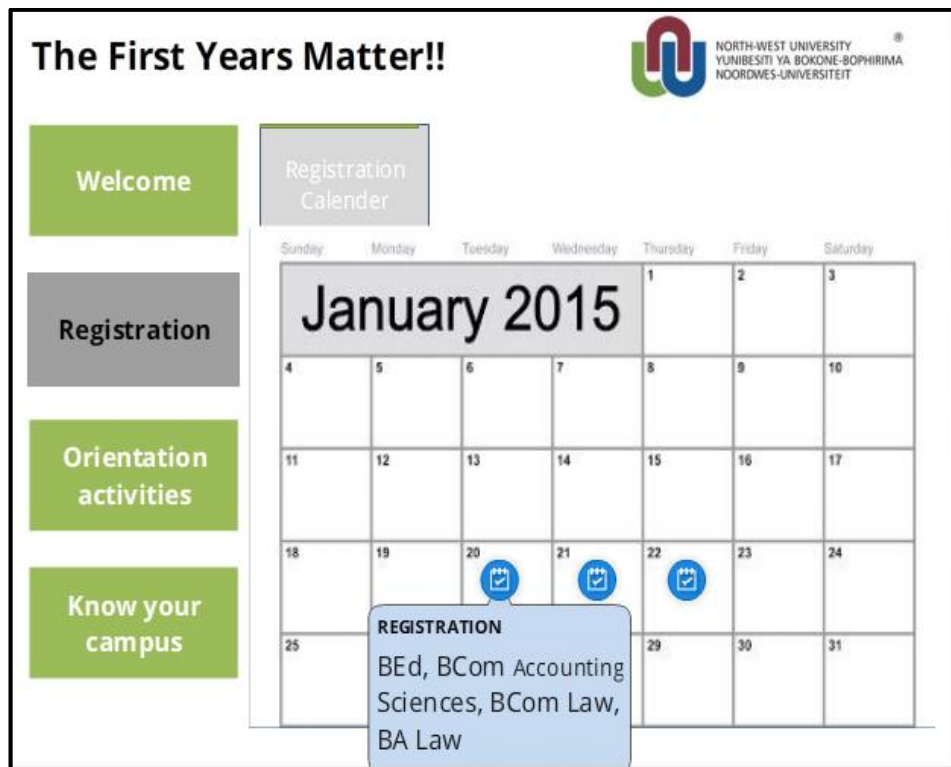 The First Years Matter!!
®
NORTH-WEST UNIVERSITY
YUNIBESITI YA BOKONE-BOPHIRIMA
NOORDWES-UNIVERSITEIT
Welcome
Registration
Orientation
activities
Know your
campus
Registration
Calender
Sunday Monday Tuesday Wednesday Thursday Friday Saturday
January 2015 1 2 3
4 5 6 7 8 9 10
11 12 13 14 15 16 17
18 19 20 21 22 23 24
25 29 30 31
REGISTRATION
BEd, BCom Accounting
Sciences, BCom Law,
BA Law